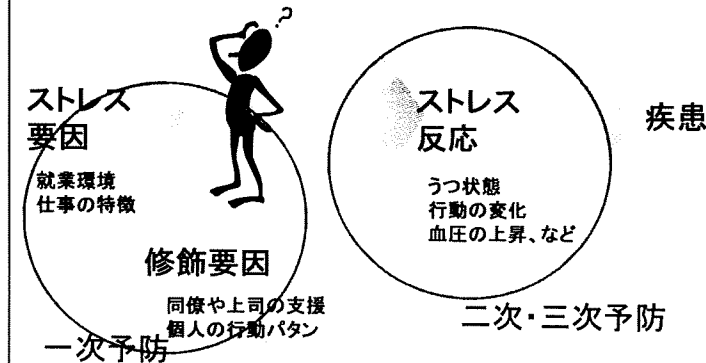 ?
ストレス
要因
就業環境
仕事の特徴
修飾要因
同僚や上司の支援
個人の行動パタン
一次予防
ストレス
反応
うつ状態
行動の変化
血圧の上昇、など
疾患
二次・三次予防